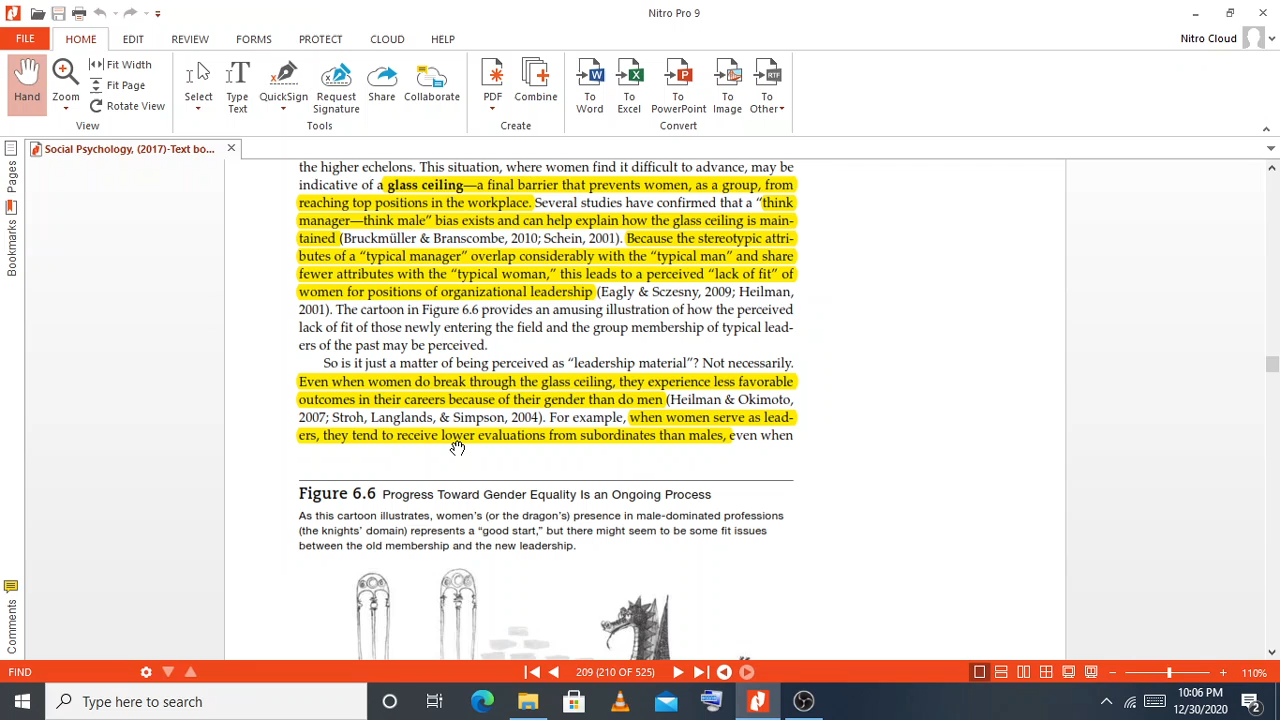 Nitro Pro 9
FILE HOME EDIT REVIEW FORMS PROTECT CLOUD HELP Nitro Cloud
Fit Width
Fit Page
Rotate View
Hand Zoom Select Type Text QuickSign Request Signature Share Collaborate PDF Combine To Word To Excel To PowerPoint To Image To Other
View Tools Create Convert
Social Psychology, (2017)-Text bo...
Pages
Bookmarks
Comments
the higher echelons. This situation, where women find it difficult to advance, may be
indicative of a glass ceiling—a final barrier that prevents women, as a group, from
reaching top positions in the workplace. Several studies have confirmed that a “think
manager—think male” bias exists and can help explain how the glass ceiling is main-
tained (Bruckmüller & Branscombe, 2010; Schein, 2001). Because the stereotypic attri-
butes of a “typical manager” overlap considerably with the “typical man” and share
fewer attributes with the “typical woman,” this leads to a perceived “lack of fit” of
women for positions of organizational leadership (Eagly & Sczesny, 2009; Heilman,
2001). The cartoon in Figure 6.6 provides an amusing illustration of how the perceived
lack of fit of those newly entering the field and the group membership of typical lead-
ers of the past may be perceived.
So is it just a matter of being perceived as “leadership material”? Not necessarily.
Even when women do break through the glass ceiling, they experience less favorable
outcomes in their careers because of their gender than do men (Heilman & Okimoto,
2007; Stroh, Langlands, & Simpson, 2004). For example, when women serve as lead-
ers, they tend to receive lower evaluations from subordinates than males, even when
Figure 6.6 Progress Toward Gender Equality Is an Ongoing Process
As this cartoon illustrates, women’s (or the dragon’s) presence in male-dominated professions
(the knights’ domain) represents a “good start,” but there might seem to be some fit issues
between the old membership and the new leadership.
FIND 209 (210 OF 525) 110%
Type here to search
10:06 PM
12/30/2020
2